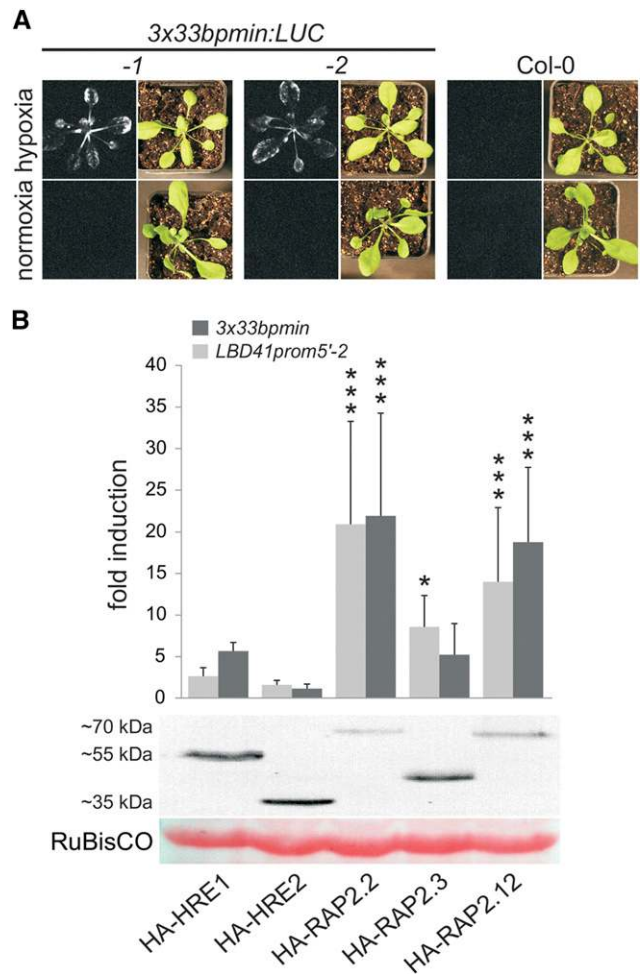 A
3x33bpmin:LUC
-1
-2
Col-0
normoxia hypoxia
B
3x33bpmin
LBD41prom5'-2
fold induction
40
35
30
25
20
15
10
5
0
***
***
*
***
***
~70 kDa
~55 kDa
~35 kDa
RuBisCO
HA-HRE1
HA-HRE2
HA-RAP2.2
HA-RAP2.3
HA-RAP2.12